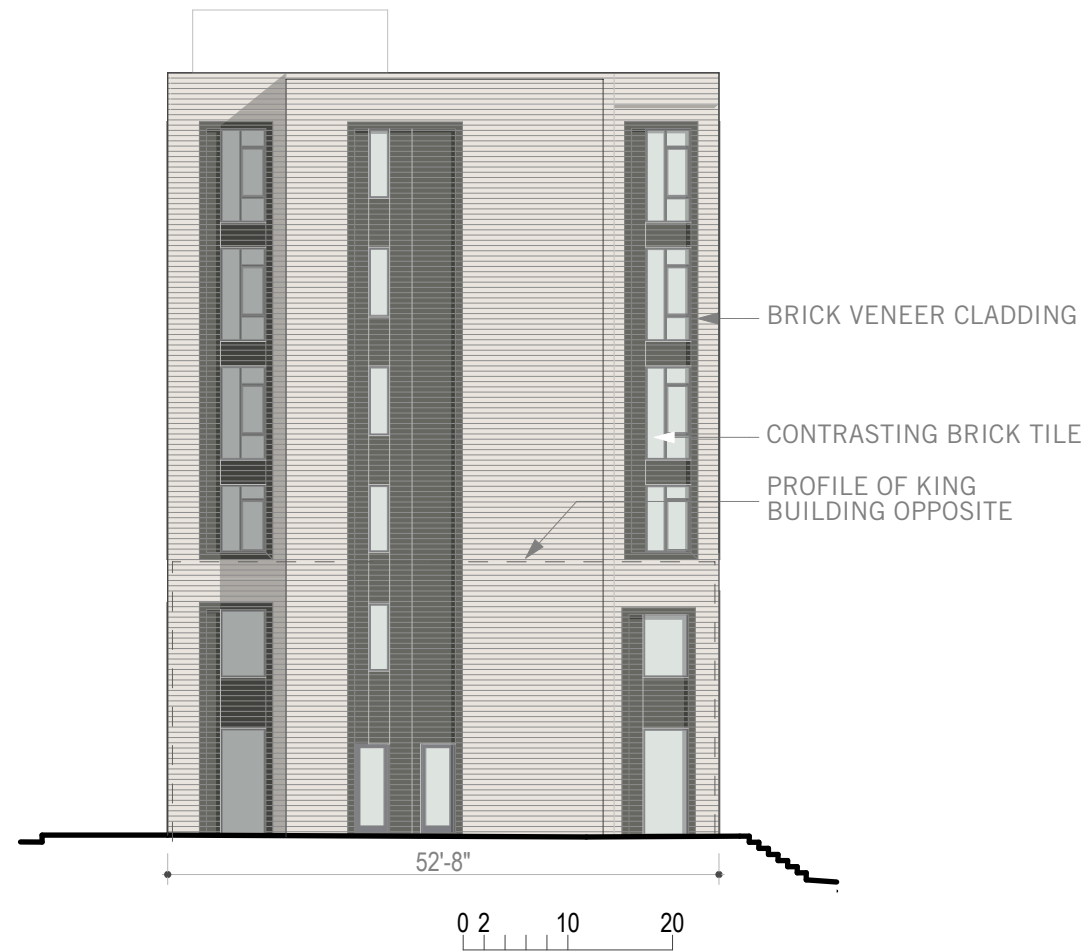 BRICK VENEER CLADDING
CONTRASTING BRICK TILE
PROFILE OF KING
BUILDING OPPOSITE
52'-8"
0 2 10 20